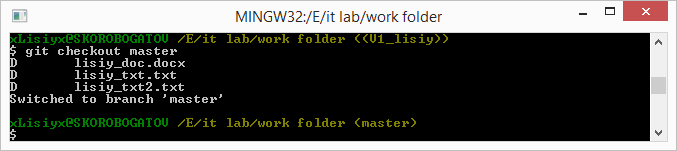 MINGW32:/E/it lab/work folder
xLisiyx@SKOROBOGATOV /E/it lab/work folder ((V1_lisiy))
$ git checkout master
D       lisiy_doc.docx
D       lisiy_txt.txt
D       lisiy_txt2.txt
Switched to branch 'master'
xLisiyx@SKOROBOGATOV /E/it lab/work folder (master)
$